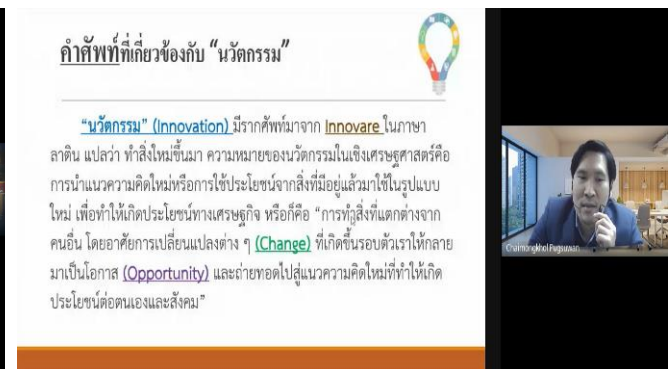 คำศัพท์ที่เกี่ยวข้องกับ “นวัตกรรม”
“นวัตกรรม” (Innovation) มีรากศัพท์มาจาก Innovare ในภาษา
ลาติน แปลว่า ทำสิ่งใหม่ขึ้นมา ความหมายของนวัตกรรมในเชิงเศรษฐศาสตร์คือ
การนำแนวความคิดใหม่หรือการใช้ประโยชน์จากสิ่งที่มีอยู่แล้วมาใช้ในรูปแบบ
ใหม่ เพื่อทำให้เกิดประโยชน์ทางเศรษฐกิจ หรือก็คือ “การทำสิ่งที่แตกต่างจาก
คนอื่น โดยอาศัยการเปลี่ยนแปลงต่าง ๆ (Change) ที่เกิดขึ้นรอบตัวเราให้กลาย
มาเป็นโอกาส (Opportunity) และถ่ายทอดไปสู่แนวความคิดใหม่ที่ทำให้เกิด
ประโยชน์ต่อตนเองและสังคม”
Chaimongkhol Pugsuwan